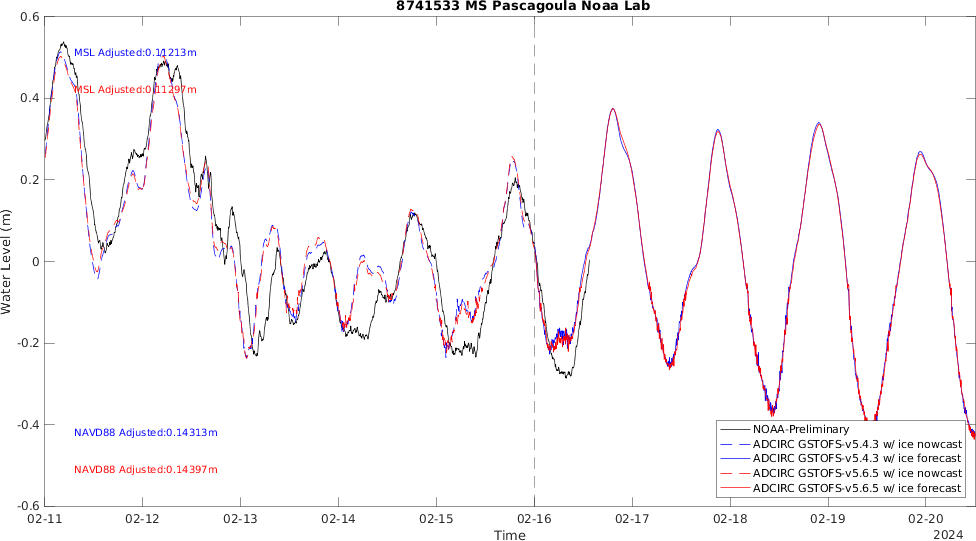 8741533 MS Pascagoula Noaa Lab
0.6
MSL Adjusted:0.11213m
MSL Adjusted:0.11297m
0.4
0.2
0
-0.2
-0.4
-0.6
Water Level (m)
NAVD88 Adjusted:0.14313m
NAVD88 Adjusted:0.14397m
NOAA-Preliminary
ADCIRC GSTOFS-v5.4.3 w/ ice nowcast
ADCIRC GSTOFS-v5.4.3 w/ ice forecast
ADCIRC GSTOFS-v5.6.5 w/ ice nowcast
ADCIRC GSTOFS-v5.6.5 w/ ice forecast
02-11 02-12 02-13 02-14 02-15 02-16 02-17 02-18 02-19 02-20
Time
2024